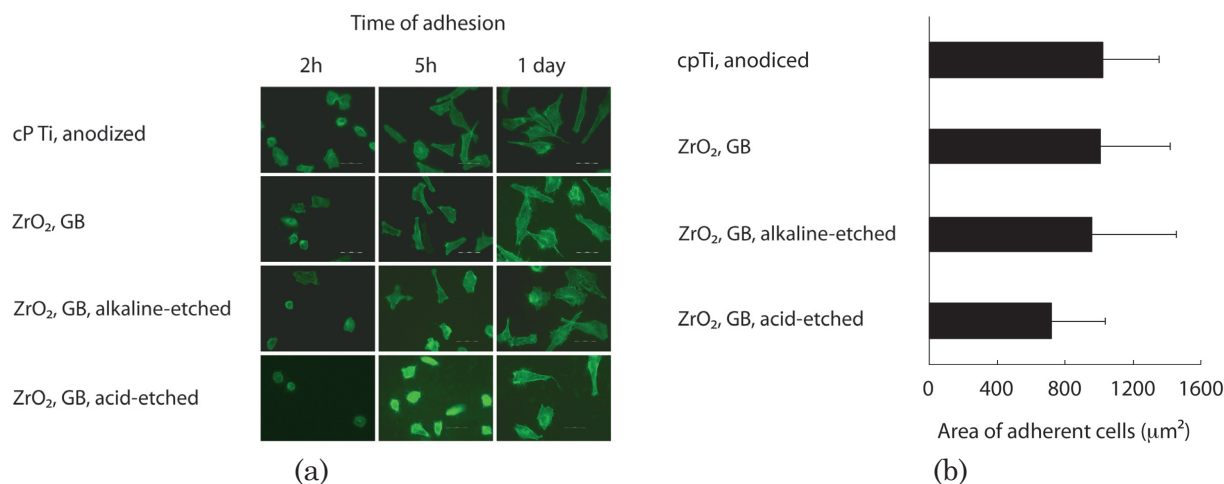 Time of adhesion
2h 5h 1 day
cP Ti, anodized
ZrO₂, GB
ZrO₂, GB, alkaline-etched
ZrO₂, GB, acid-etched
(a)
cpTi, anodiced
ZrO₂, GB
ZrO₂, GB, alkaline-etched
ZrO₂, GB, acid-etched
0 400 800 1200 1600
Area of adherent cells (μm²)
(b)